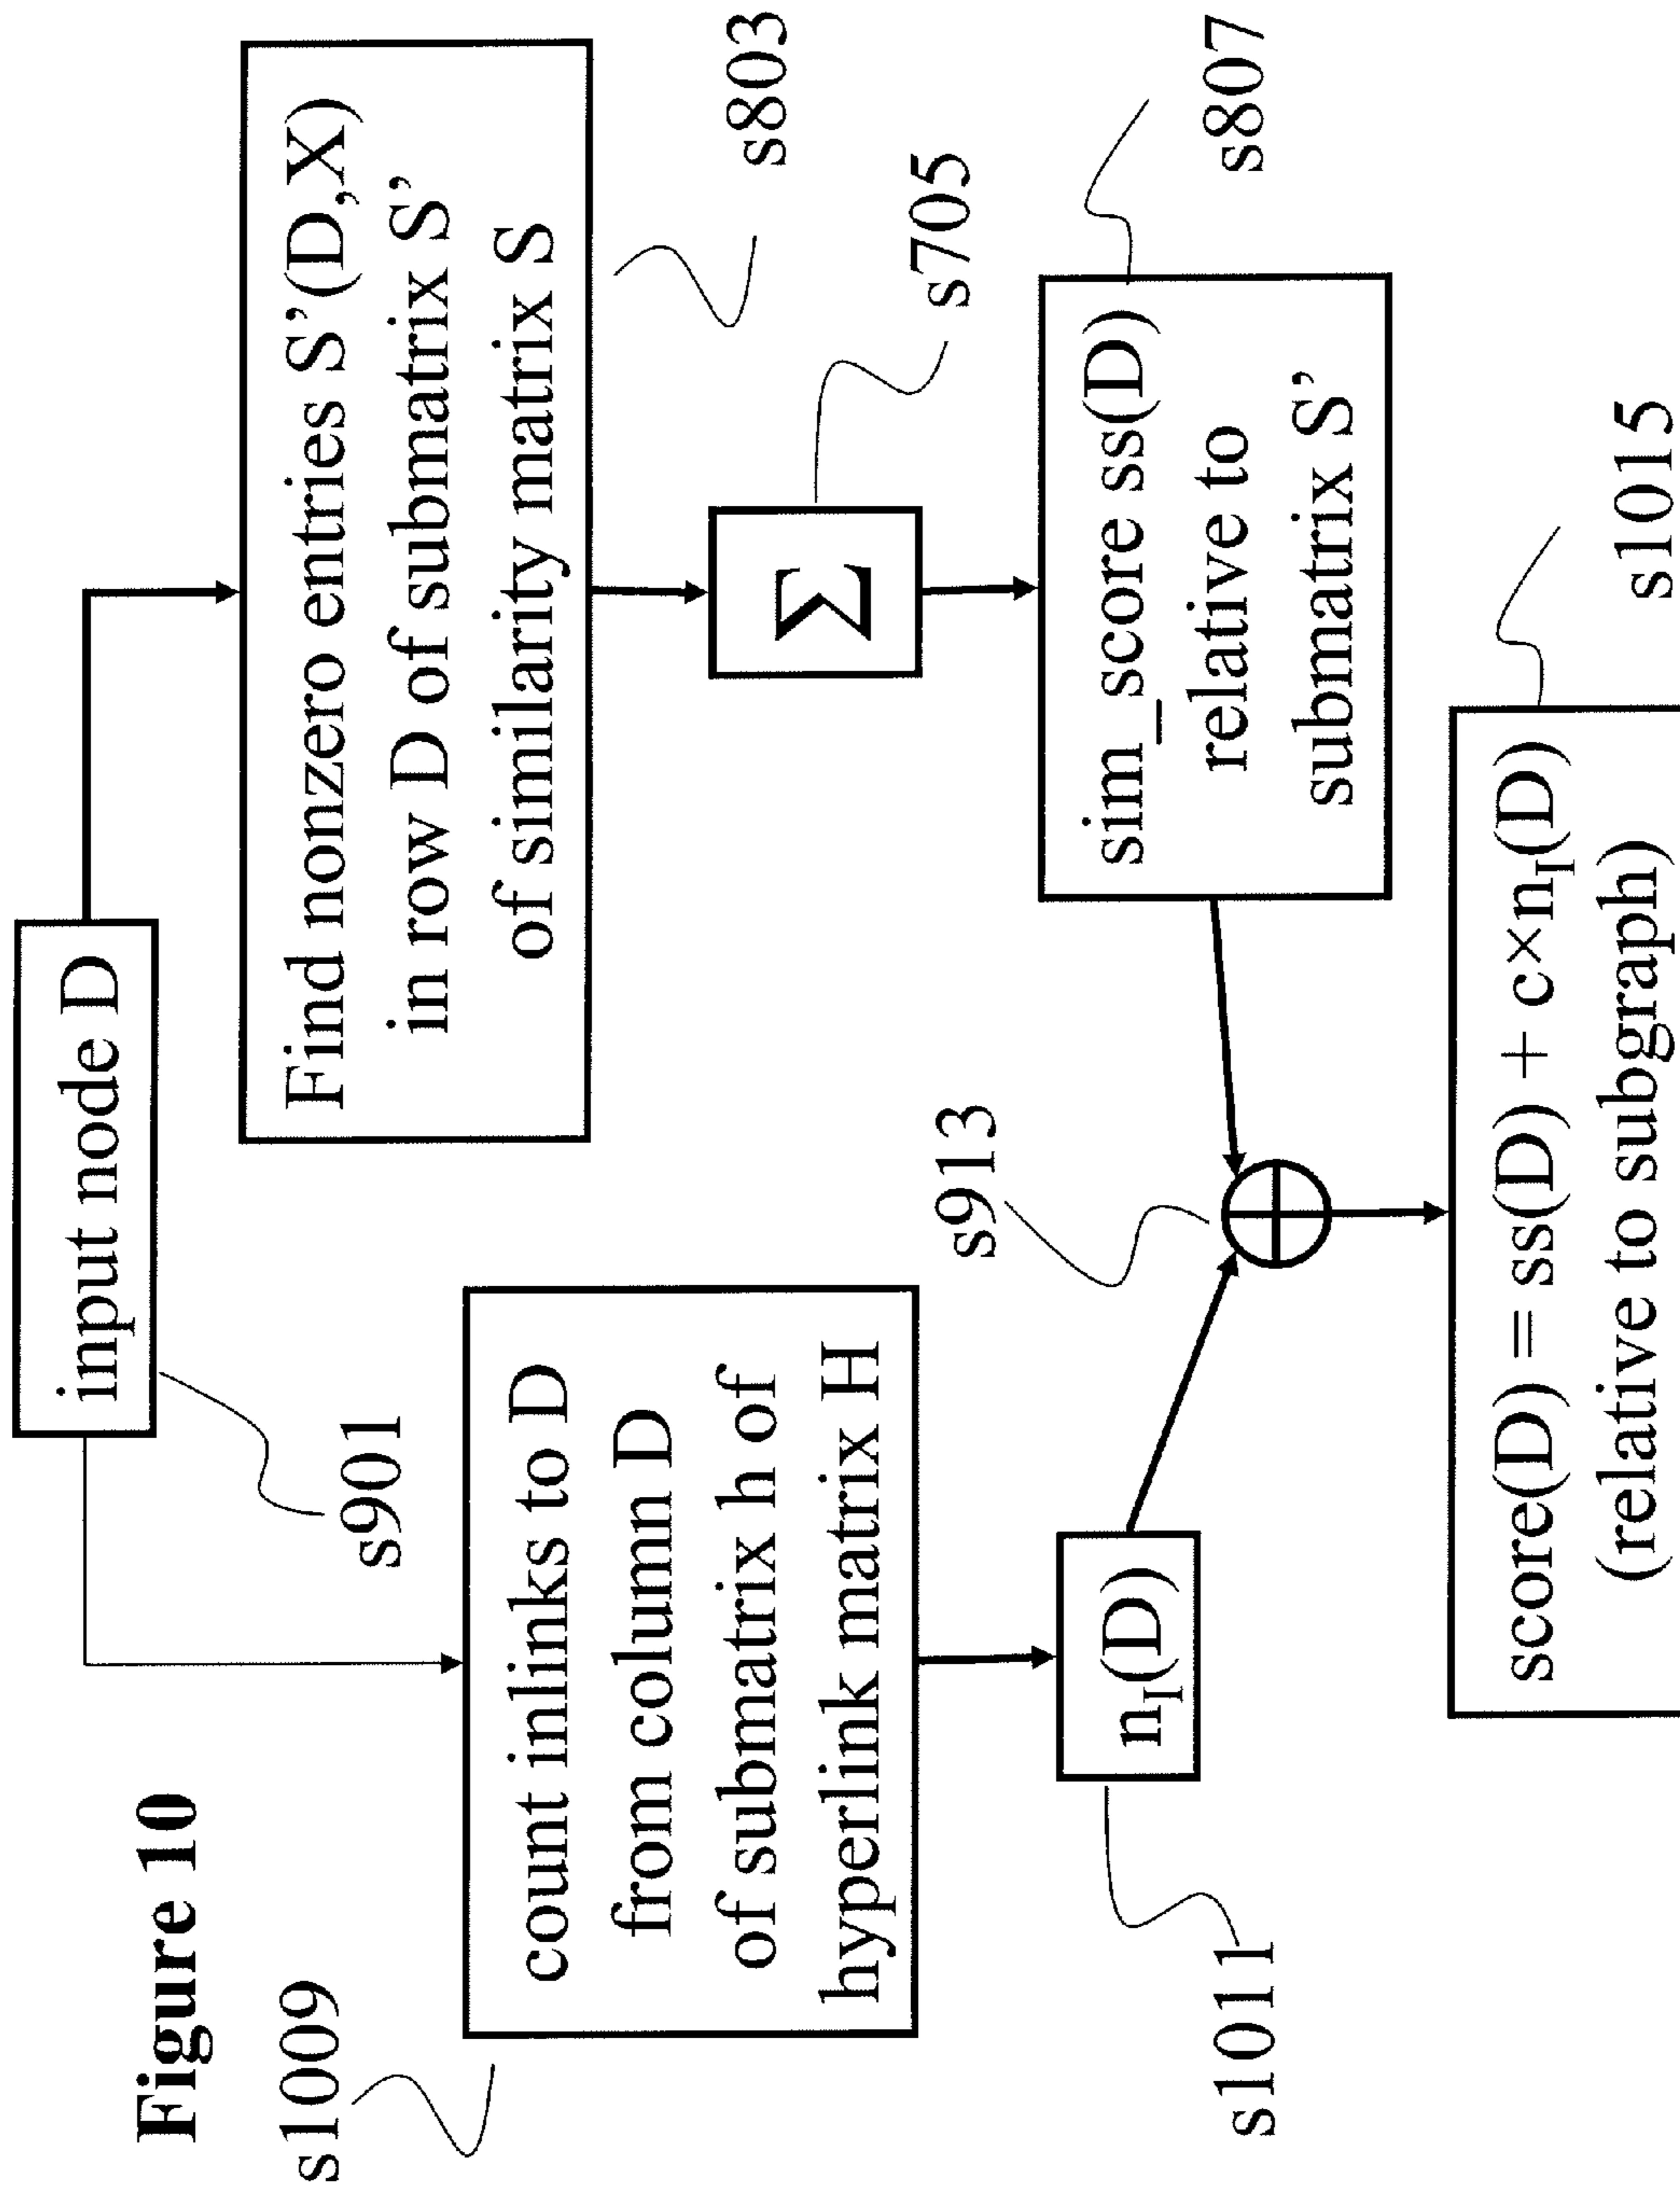 Figure 10
input node D
s901
s1009
count inlinks to D
from column D
of submatrix h of
hyperlink matrix H
Find nonzero entries S’(D,X)
in row D of submatrix S’
of similarity matrix S
s803
Σ
s705
n_I(D)
s1011
s913
sim_score ss(D)
relative to
submatrix S’
s807
score(D) = ss(D) + c×n_I(D)
(relative to subgraph)
s1015